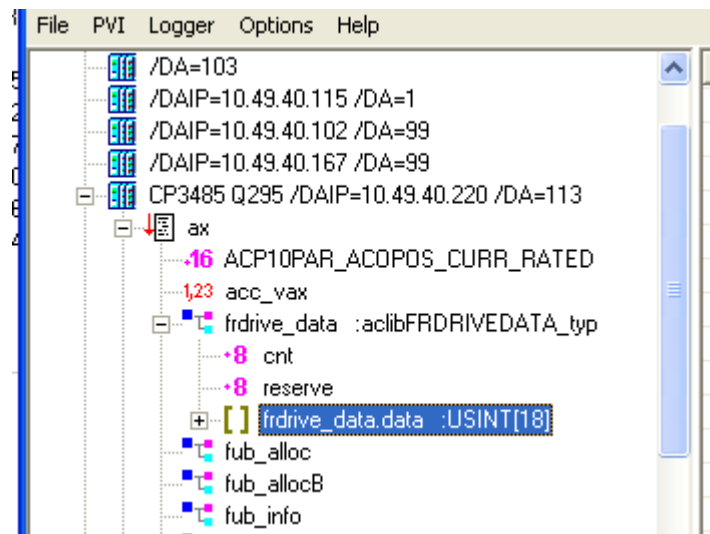 File PVI Logger Options Help
/DA=103
/DAIP=10.49.40.115 /DA=1
/DAIP=10.49.40.102 /DA=99
/DAIP=10.49.40.167 /DA=99
CP3485 Q295 /DAIP=10.49.40.220 /DA=113
ax
+16 ACP10PAR_ACOPOS_CURR_RATED
1,23 acc_vax
frdrive_data :aclibFRDRIVEDATA_typ
+8 cnt
+8 reserve
[ ] frdrive_data.data :USINT[18]
fub_alloc
fub_allocB
fub_info